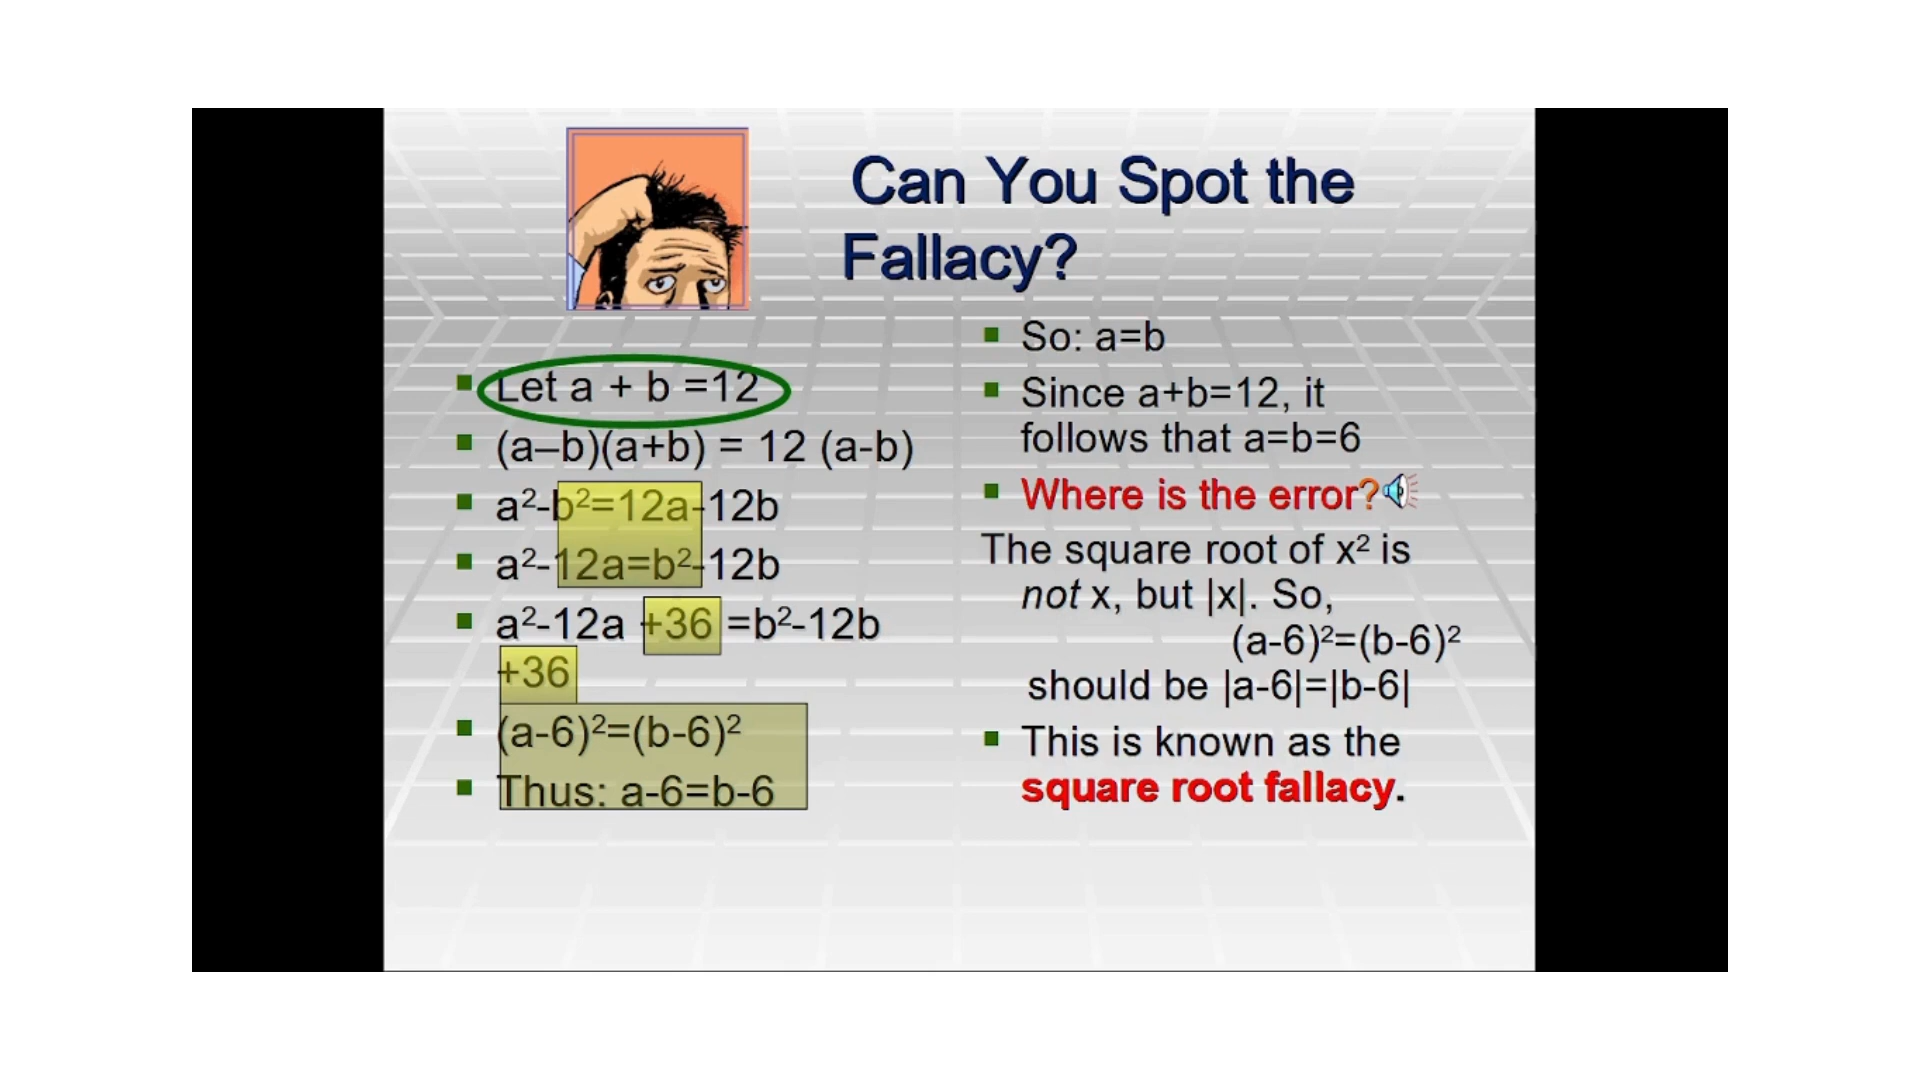 Can You Spot the
Fallacy?
Let a + b =12
(a–b)(a+b) = 12 (a-b)
a²-b²=12a-12b
a²-12a=b²-12b
a²-12a +36 =b²-12b
+36
(a-6)²=(b-6)²
Thus: a-6=b-6
So: a=b
Since a+b=12, it
follows that a=b=6
Where is the error?
The square root of x² is
not x, but |x|. So,
(a-6)²=(b-6)²
should be |a-6|=|b-6|
This is known as the
square root fallacy.